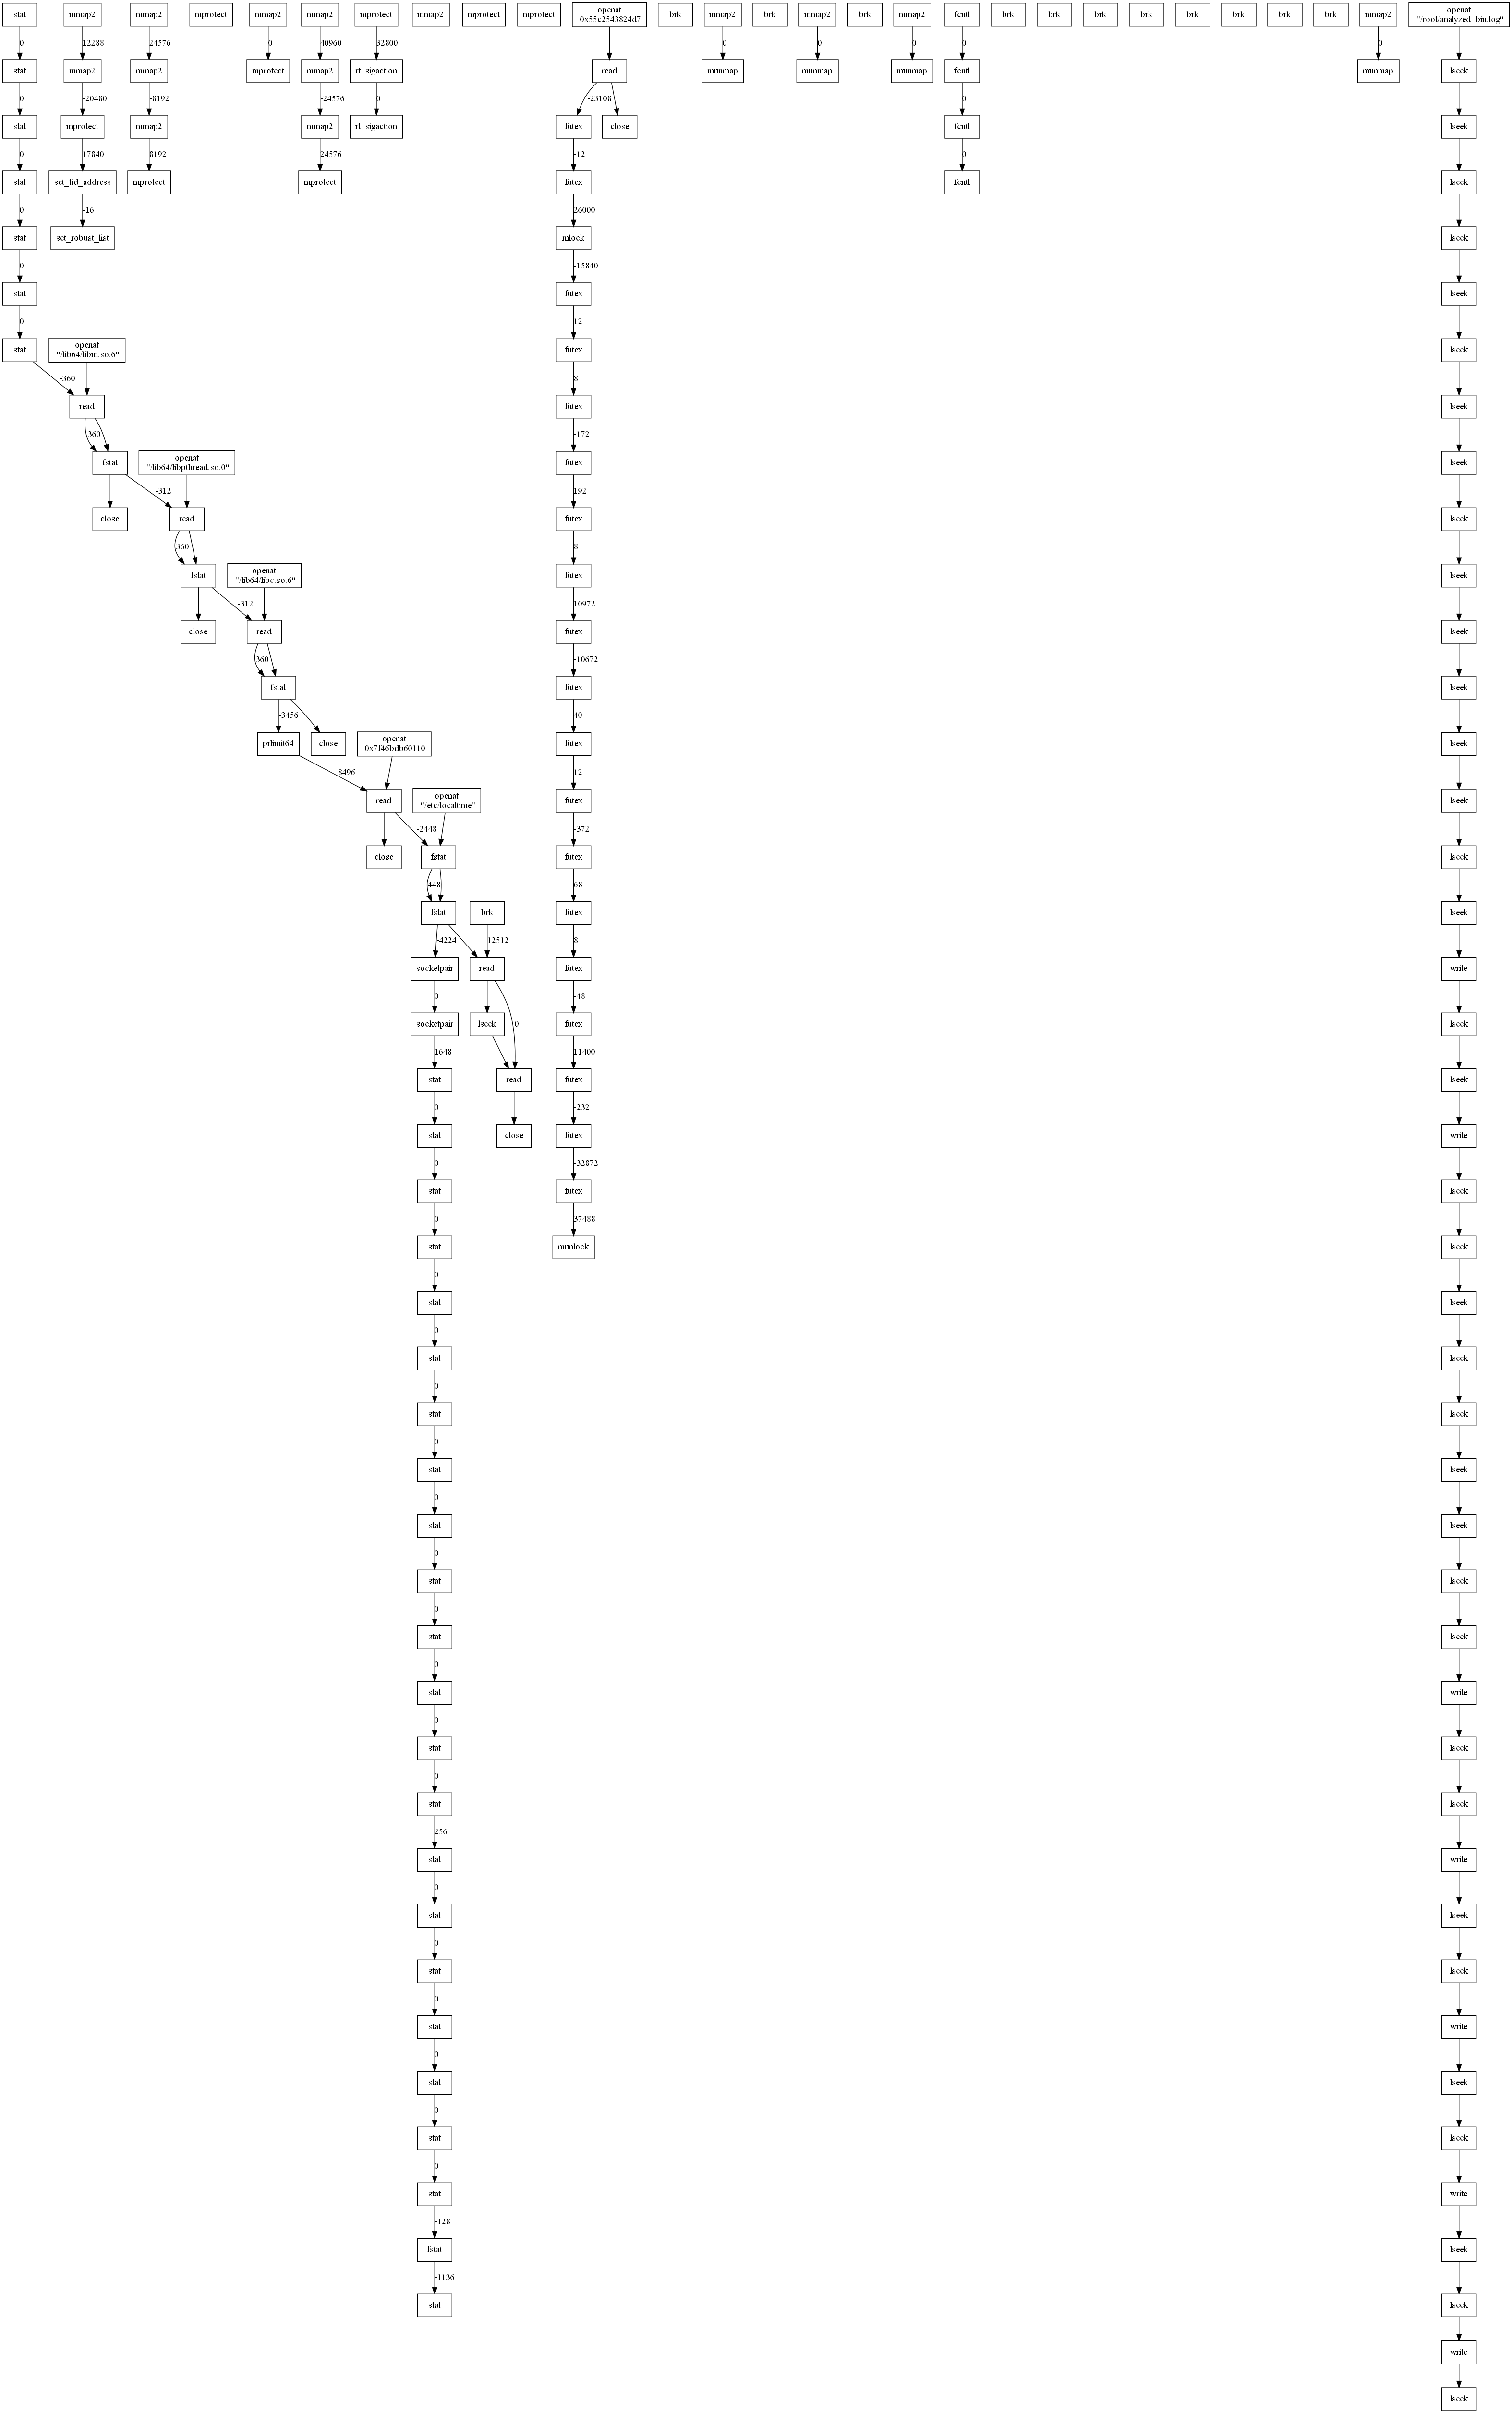 stat mmap2 mmap2 mprotect mmap2 mmap2 mprotect mmap2 mprotect mprotect openat brk mmap2 brk mmap2 brk mmap2 fcntl brk brk brk brk brk brk brk brk mmap2 openat
0x55c2543824d7 "/root/analyzed_bin.log"
0 12288 24576 0 40960 32800 0 0 0 0 0
stat mmap2 mmap2 mprotect mmap2 rt_sigaction read munmap munmap munmap fcntl munmap lseek
0 -20480 -8192 -24576 0 -23108 0
stat mprotect mmap2 mmap2 rt_sigaction futex close fcntl lseek
0 17840 8192 24576 -12 0
stat set_tid_address mprotect mprotect futex fcntl lseek
0 -16 26000
stat set_robust_list mlock lseek
0 -15840
stat futex lseek
0 12
stat openat futex lseek
"/lib64/libm.so.6"
-360 8
read futex lseek
360 -172
fstat openat futex lseek
"/lib64/libpthread.so.0"
-312 192
close read futex lseek
360 8
fstat openat futex lseek
"/lib64/libc.so.6"
-312 10972
close read futex lseek
360 -10672
fstat futex lseek
-3456 40
prlimit64 close openat futex lseek
0x7f46bdb60110
8496 12
read openat futex lseek
"/etc/localtime"
-2448 -372
close fstat futex lseek
448 68
fstat brk futex lseek
-4224 12512 8
socketpair read futex write
0 -48
socketpair lseek futex lseek
0
1648 11400
stat read futex lseek
0 -232
stat close futex write
0 -32872
stat futex lseek
0 37488
stat munlock lseek
0
stat lseek
0
stat lseek
0
stat lseek
0
stat lseek
0
stat lseek
0
stat lseek
0
stat lseek
0
stat write
0
stat lseek
0
stat lseek
256
stat write
0
stat lseek
0
stat lseek
0
stat write
0
stat lseek
0
stat lseek
0
stat write
-128
fstat lseek
-1136
stat lseek
write
lseek